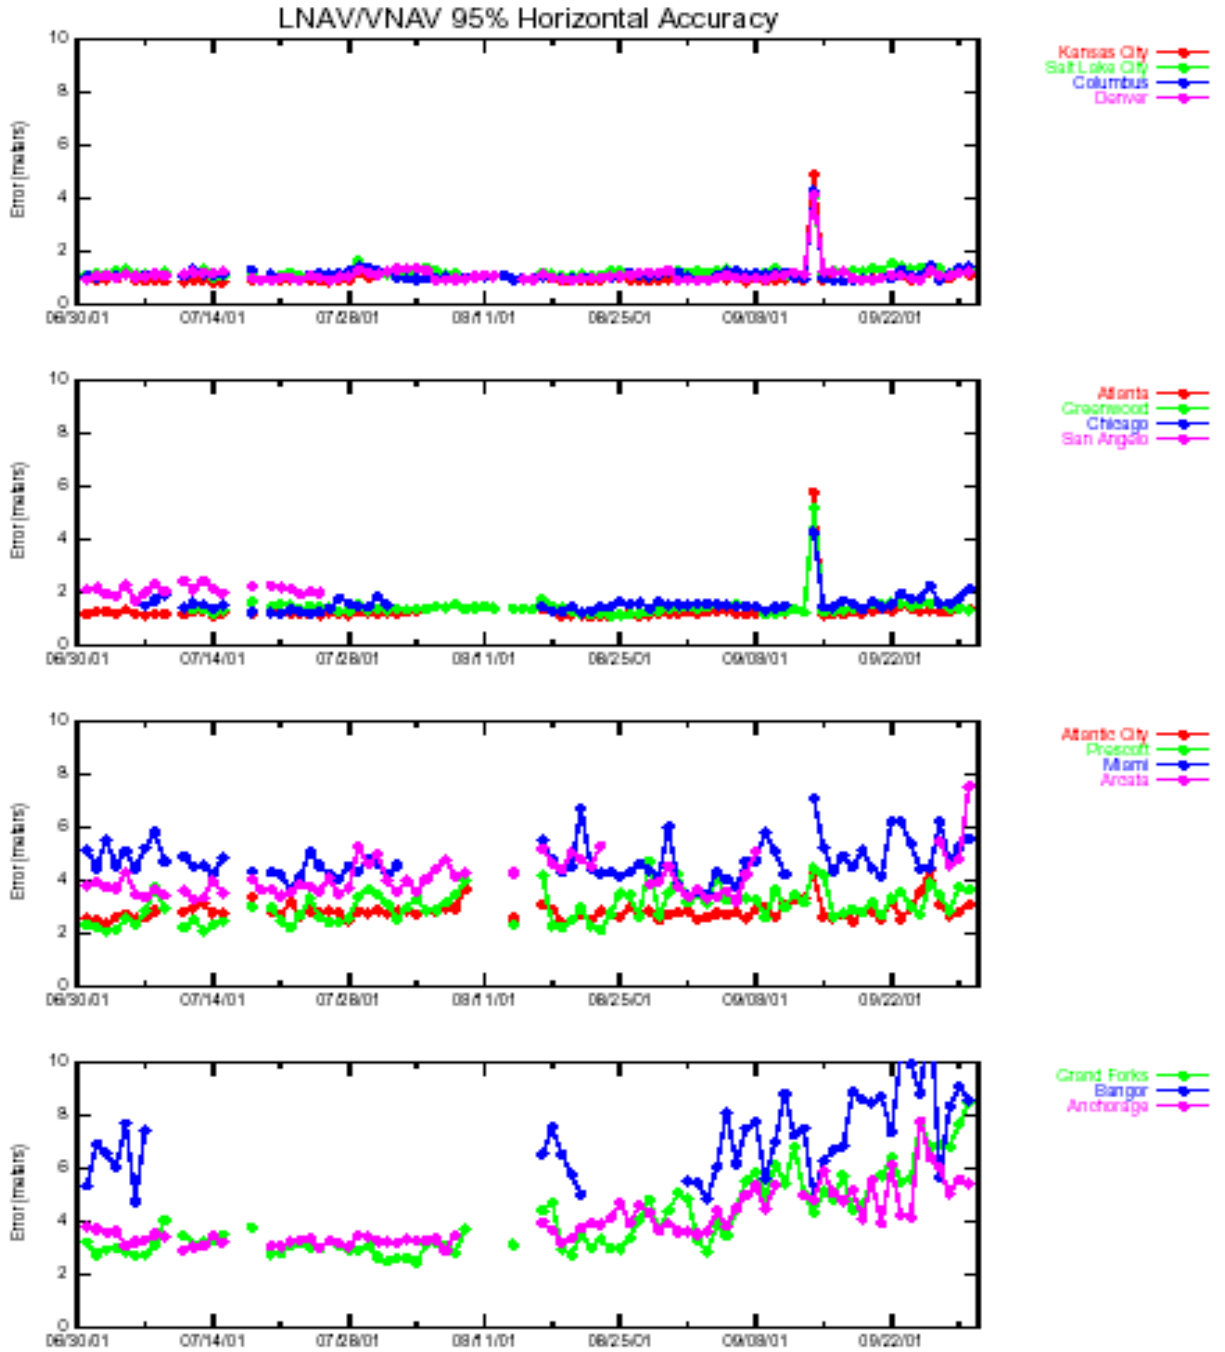 LNAV/VNAV 95% Horizontal Accuracy
10
8
6
4
2
0
Error (meters)
06/30/01 07/14/01 07/28/01 08/11/01 08/25/01 09/08/01 09/22/01
Kansas City
Salt Lake City
Columbus
Denver
10
8
6
4
2
0
Error (meters)
06/30/01 07/14/01 07/28/01 08/11/01 08/25/01 09/08/01 09/22/01
Atlanta
Greenwood
Chicago
San Angelo
10
8
6
4
2
0
Error (meters)
06/30/01 07/14/01 07/28/01 08/11/01 08/25/01 09/08/01 09/22/01
Atlantic City
Prescott
Miami
Arcata
10
8
6
4
2
0
Error (meters)
06/30/01 07/14/01 07/28/01 08/11/01 08/25/01 09/08/01 09/22/01
Grand Forks
Bangor
Anchorage